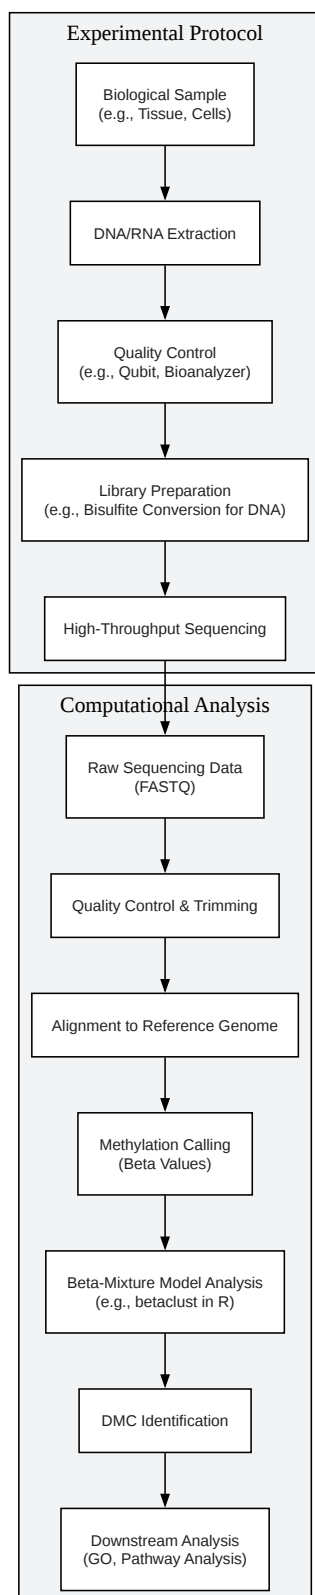 Experimental Protocol
Biological Sample
(e.g., Tissue, Cells)
DNA/RNA Extraction
Quality Control
(e.g., Qubit, Bioanalyzer)
Library Preparation
(e.g., Bisulfite Conversion for DNA)
High-Throughput Sequencing
Computational Analysis
Raw Sequencing Data
(FASTQ)
Quality Control & Trimming
Alignment to Reference Genome
Methylation Calling
(Beta Values)
Beta-Mixture Model Analysis
(e.g., betaclust in R)
DMC Identification
Downstream Analysis
(GO, Pathway Analysis)